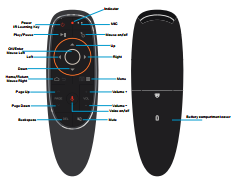 Indicator
Power
IR Learning Key
MIC
Play/Pause
Mouse on/off
Up
OK/Enter
Mouse Left
Left
Right
Down
Home/Return
Mouse Right
Menu
Page Up
Volume +
Page Down
Volume -
Voice on/off
Backspace
Mute
Battery compartment cover